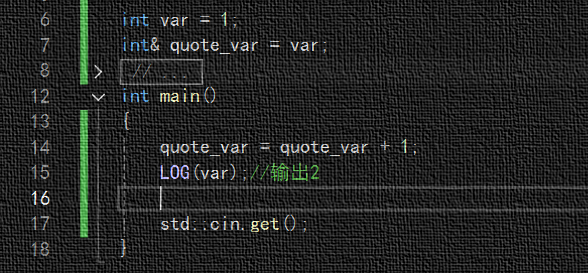 6 int var = 1;
7 int& quote_var = var;
8 // ...
12 int main()
13 {
14 quote_var = quote_var + 1;
15 LOG(var);//输出2
16
17 std::cin.get();
18 }